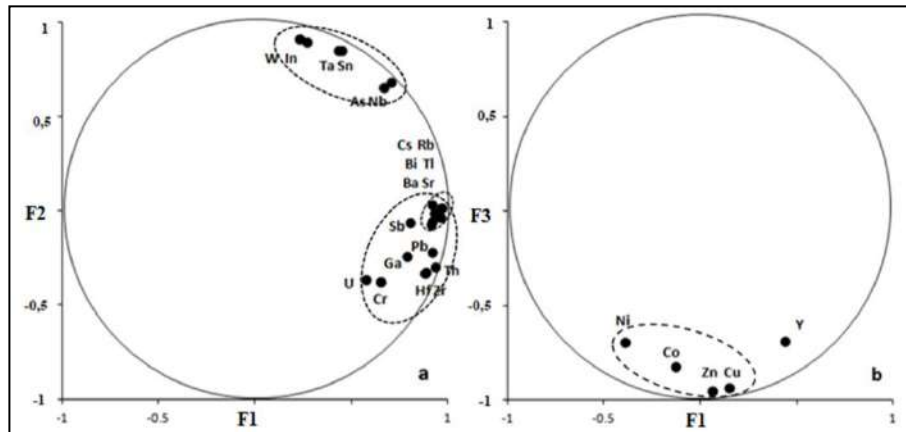 1
0,5
F2
-0,5
-1
-1
-0.5
F1
0,5
1
W In
Ta Sn
As Nb
Cs Rb
Bi Tl
Ba Sr
Sb
Pb
Ga
Th
U
Cr
Hf Zr
a
1
0,5
F3
-0,5
-1
-1
-0.5
F1
0,5
1
Ni
Co
Zn Cu
Y
b